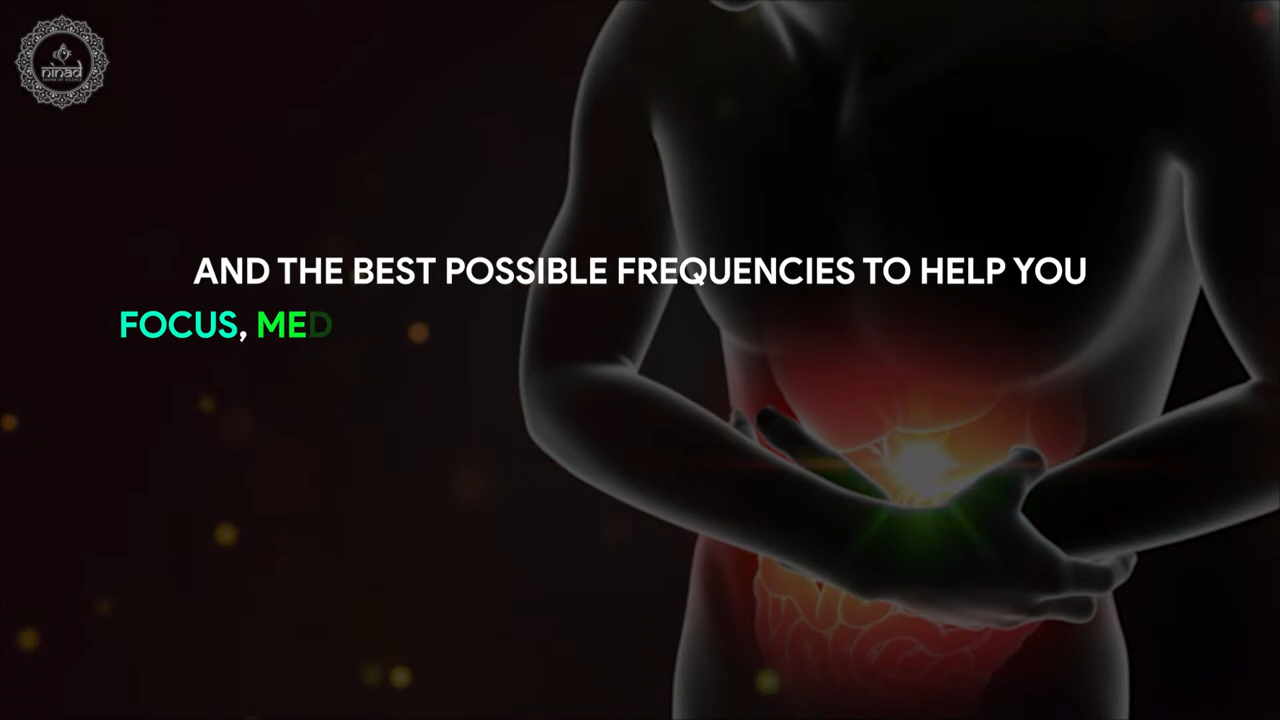 ninad
AND THE BEST POSSIBLE FREQUENCIES TO HELP YOU
FOCUS, MED